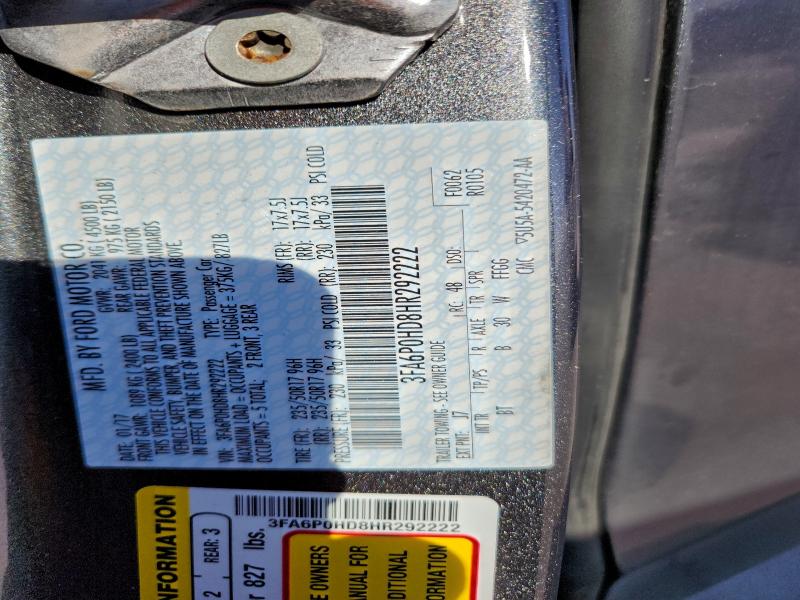 MFD. BY FORD MOTOR CO.
DATE: 01/17 GVWR: 2041 KG ( 4500 LB)
FRONT GAWR: 1089 KG ( 2400 LB) REAR GAWR: 975 KG ( 2150 LB)
THIS VEHICLE CONFORMS TO ALL APPLICABLE FEDERAL MOTOR
VEHICLE SAFETY, BUMPER, AND THEFT PREVENTION STANDARDS
IN EFFECT ON THE DATE OF MANUFACTURE SHOWN ABOVE.
VIN: 3FA6P0HD8HR292222 TYPE: Passenger Car
MAXIMUM LOAD = OCCUPANTS + LUGGAGE = 375KG/ 827LB
OCCUPANTS = 5 TOTAL: 2 FRONT, 3 REAR
TIRE (FR): 235/50R17 96H RIMS (FR): 17x7.5J
(RR): 235/50R17 96H (RR): 17x7.5J
PRESSURE (FR): 230 kPa/ 33 PSI COLD (RR): 230 kPa/ 33 PSI COLD
3FA6P0HD8HR292222
TRAILER TOWING - SEE OWNER GUIDE F0062
EXT PNT: J7 RC: 48 DSO: R0105
INT TR TP/PS R AXLE TR SPR
BT B 30 W FFGG
CNC ▽5U5A-5420472-AA
NFORMATION
2 REAR: 3
r 827 lbs.
3FA6P0HD8HR292222
E OWNERS
MANUAL FOR
DITIONAL
ORMATION